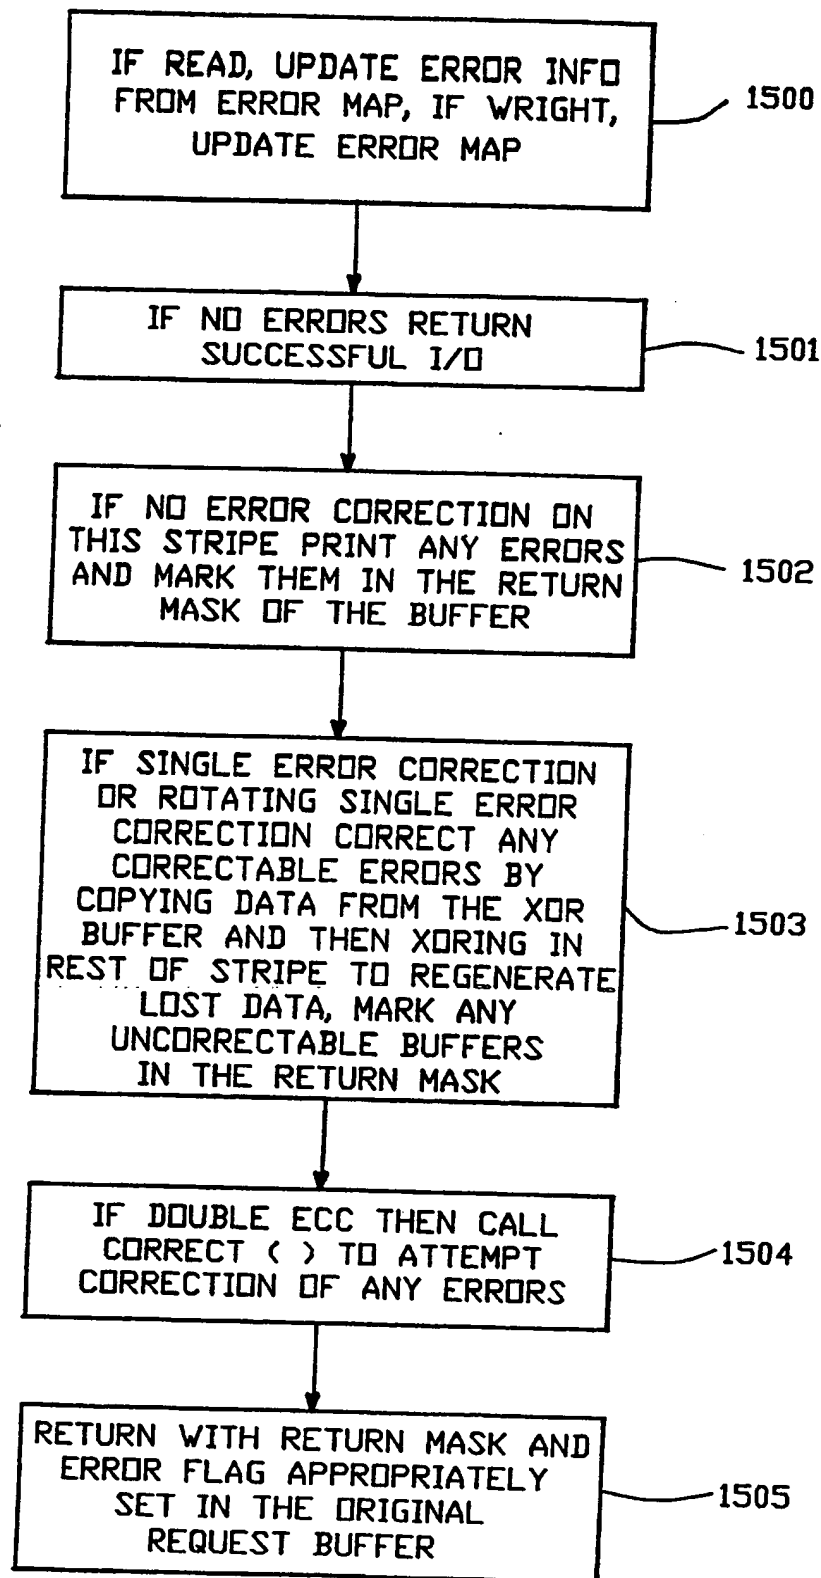 IF READ, UPDATE ERROR INFO
FROM ERROR MAP, IF WRIGHT,
UPDATE ERROR MAP
1500
IF NO ERRORS RETURN
SUCCESSFUL I/O
1501
IF NO ERROR CORRECTION ON
THIS STRIPE PRINT ANY ERRORS
AND MARK THEM IN THE RETURN
MASK OF THE BUFFER
1502
IF SINGLE ERROR CORRECTION
OR ROTATING SINGLE ERROR
CORRECTION CORRECT ANY
CORRECTABLE ERRORS BY
COPYING DATA FROM THE XOR
BUFFER AND THEN XORING IN
REST OF STRIPE TO REGENERATE
LOST DATA, MARK ANY
UNCORRECTABLE BUFFERS
IN THE RETURN MASK
1503
IF DOUBLE ECC THEN CALL
CORRECT ( ) TO ATTEMPT
CORRECTION OF ANY ERRORS
1504
RETURN WITH RETURN MASK AND
ERROR FLAG APPROPRIATELY
SET IN THE ORIGINAL
REQUEST BUFFER
1505